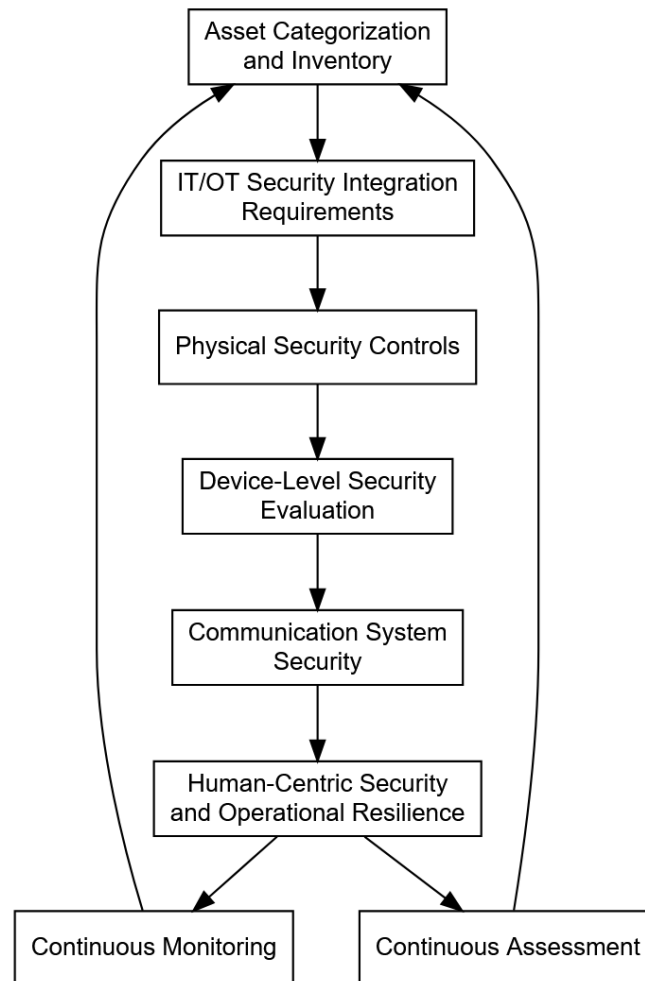 Asset Categorization
and Inventory
IT/OT Security Integration
Requirements
Physical Security Controls
Device-Level Security
Evaluation
Communication System
Security
Human-Centric Security
and Operational Resilience
Continuous Monitoring
Continuous Assessment